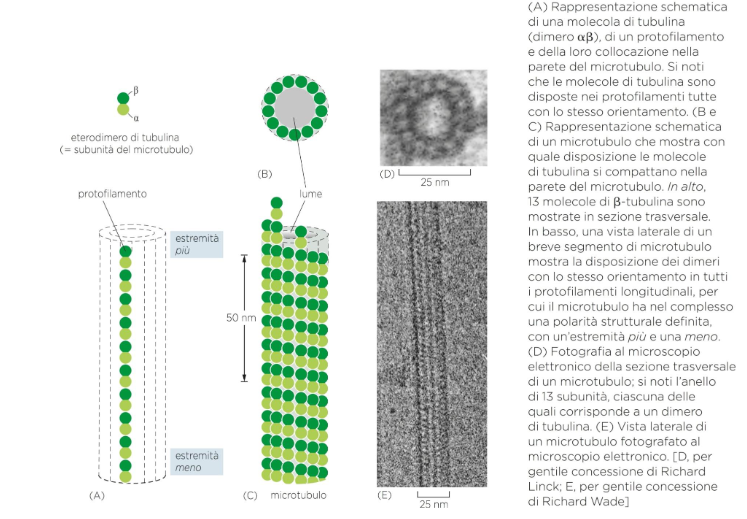 β
α
eterodimero di tubulina
(= subunità del microtubulo)
protofilamento
estremità
più
estremità
meno
(A)
(B)
lume
50 nm
(C)
microtubulo
(D)
25 nm
(E)
25 nm
(A) Rappresentazione schematica
di una molecola di tubulina
(dimero αβ), di un protofilamento
e della loro collocazione nella
parete del microtubulo. Si noti
che le molecole di tubulina sono
disposte nei protofilamenti tutte
con lo stesso orientamento. (B e
C) Rappresentazione schematica
di un microtubulo che mostra con
quale disposizione le molecole
di tubulina si compattano nella
parete del microtubulo. In alto,
13 molecole di β-tubulina sono
mostrate in sezione trasversale.
In basso, una vista laterale di un
breve segmento di microtubulo
mostra la disposizione dei dimeri
con lo stesso orientamento in tutti
i protofilamenti longitudinali, per
cui il microtubulo ha nel complesso
una polarità strutturale definita,
con un'estremità più e una meno.
(D) Fotografia al microscopio
elettronico della sezione trasversale
di un microtubulo; si noti l'anello
di 13 subunità, ciascuna delle
quali corrisponde a un dimero
di tubulina. (E) Vista laterale di
un microtubulo fotografato al
microscopio elettronico. [D, per
gentile concessione di Richard
Linck; E, per gentile concessione
di Richard Wade]